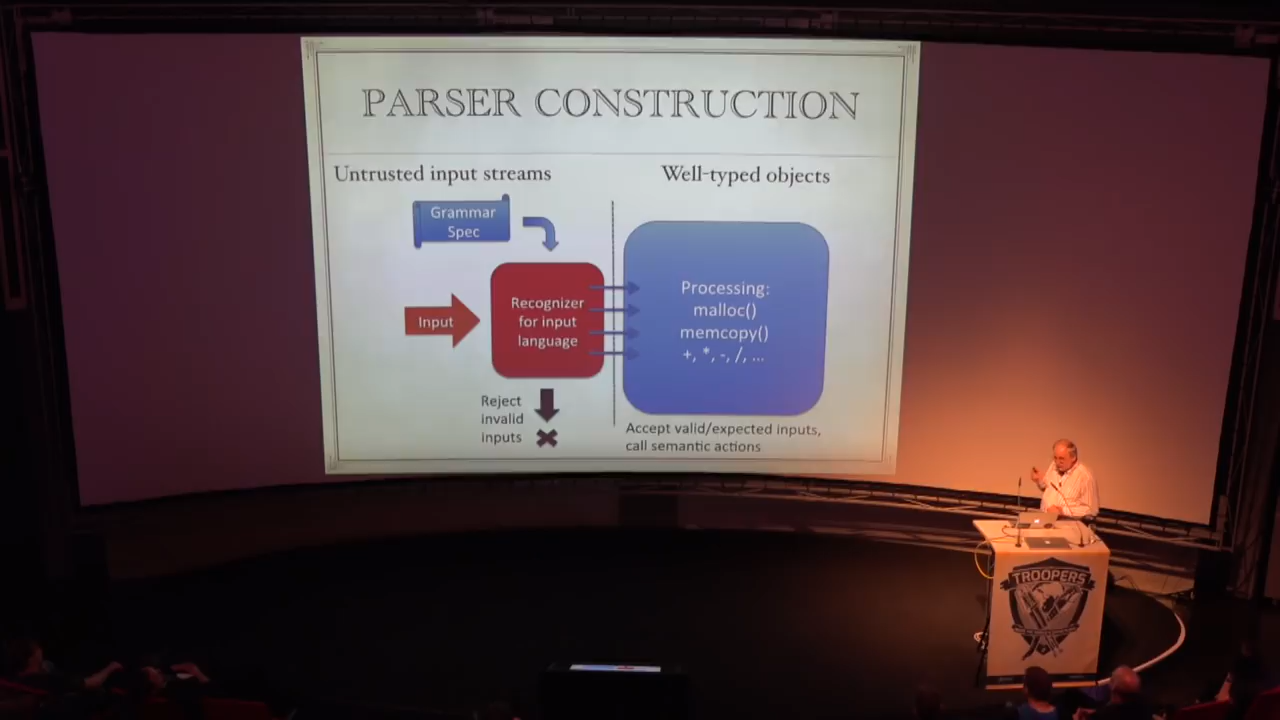 PARSER CONSTRUCTION
Untrusted input streams
Well-typed objects
Grammar
Spec
Input
Recognizer
for input
language
Processing:
malloc()
memcopy()
+, *, -, /, ...
Reject
invalid
inputs
Accept valid/expected inputs,
call semantic actions
TROOPERS